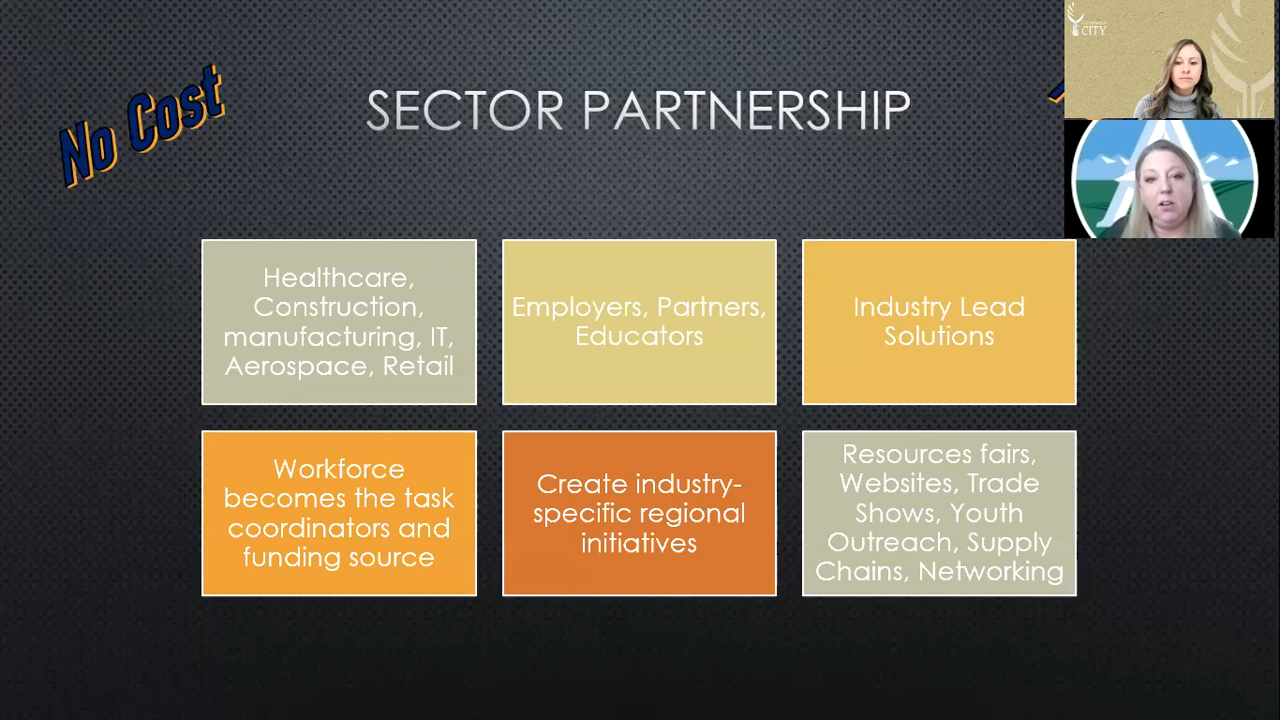 CITY
No Cost
SECTOR PARTNERSHIP
Healthcare,
Construction,
manufacturing, IT,
Aerospace, Retail
Employers, Partners,
Educators
Industry Lead
Solutions
Workforce
becomes the task
coordinators and
funding source
Create industry-
specific regional
initiatives
Resources fairs,
Websites, Trade
Shows, Youth
Outreach, Supply
Chains, Networking